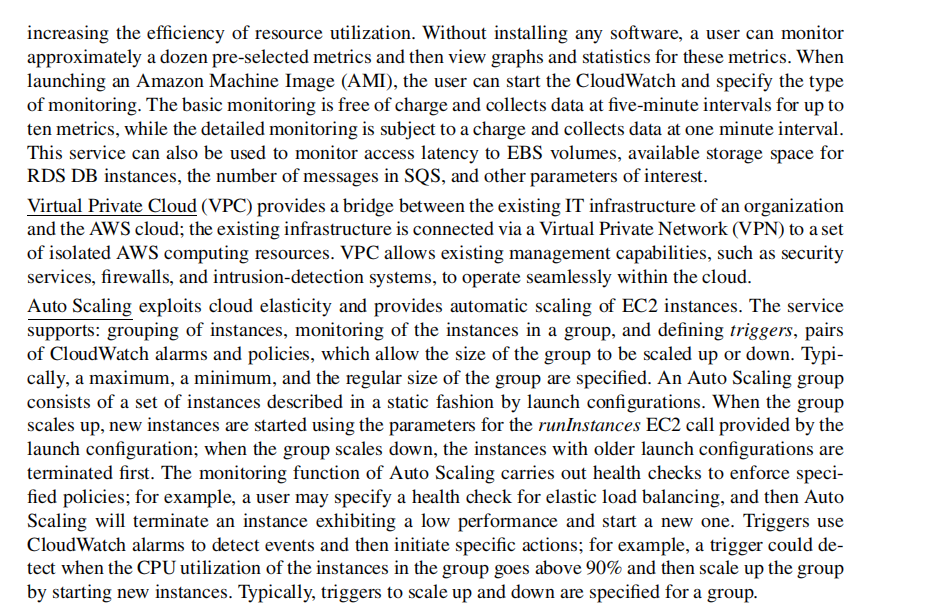 increasing the efficiency of resource utilization. Without installing any software, a user can monitor
approximately a dozen pre-selected metrics and then view graphs and statistics for these metrics. When
launching an Amazon Machine Image (AMI), the user can start the CloudWatch and specify the type
of monitoring. The basic monitoring is free of charge and collects data at five-minute intervals for up to
ten metrics, while the detailed monitoring is subject to a charge and collects data at one minute interval.
This service can also be used to monitor access latency to EBS volumes, available storage space for
RDS DB instances, the number of messages in SQS, and other parameters of interest.
Virtual Private Cloud (VPC) provides a bridge between the existing IT infrastructure of an organization
and the AWS cloud; the existing infrastructure is connected via a Virtual Private Network (VPN) to a set
of isolated AWS computing resources. VPC allows existing management capabilities, such as security
services, firewalls, and intrusion-detection systems, to operate seamlessly within the cloud.
Auto Scaling exploits cloud elasticity and provides automatic scaling of EC2 instances. The service
supports: grouping of instances, monitoring of the instances in a group, and defining triggers, pairs
of CloudWatch alarms and policies, which allow the size of the group to be scaled up or down. Typi-
cally, a maximum, a minimum, and the regular size of the group are specified. An Auto Scaling group
consists of a set of instances described in a static fashion by launch configurations. When the group
scales up, new instances are started using the parameters for the runInstances EC2 call provided by the
launch configuration; when the group scales down, the instances with older launch configurations are
terminated first. The monitoring function of Auto Scaling carries out health checks to enforce speci-
fied policies; for example, a user may specify a health check for elastic load balancing, and then Auto
Scaling will terminate an instance exhibiting a low performance and start a new one. Triggers use
CloudWatch alarms to detect events and then initiate specific actions; for example, a trigger could de-
tect when the CPU utilization of the instances in the group goes above 90% and then scale up the group
by starting new instances. Typically, triggers to scale up and down are specified for a group.